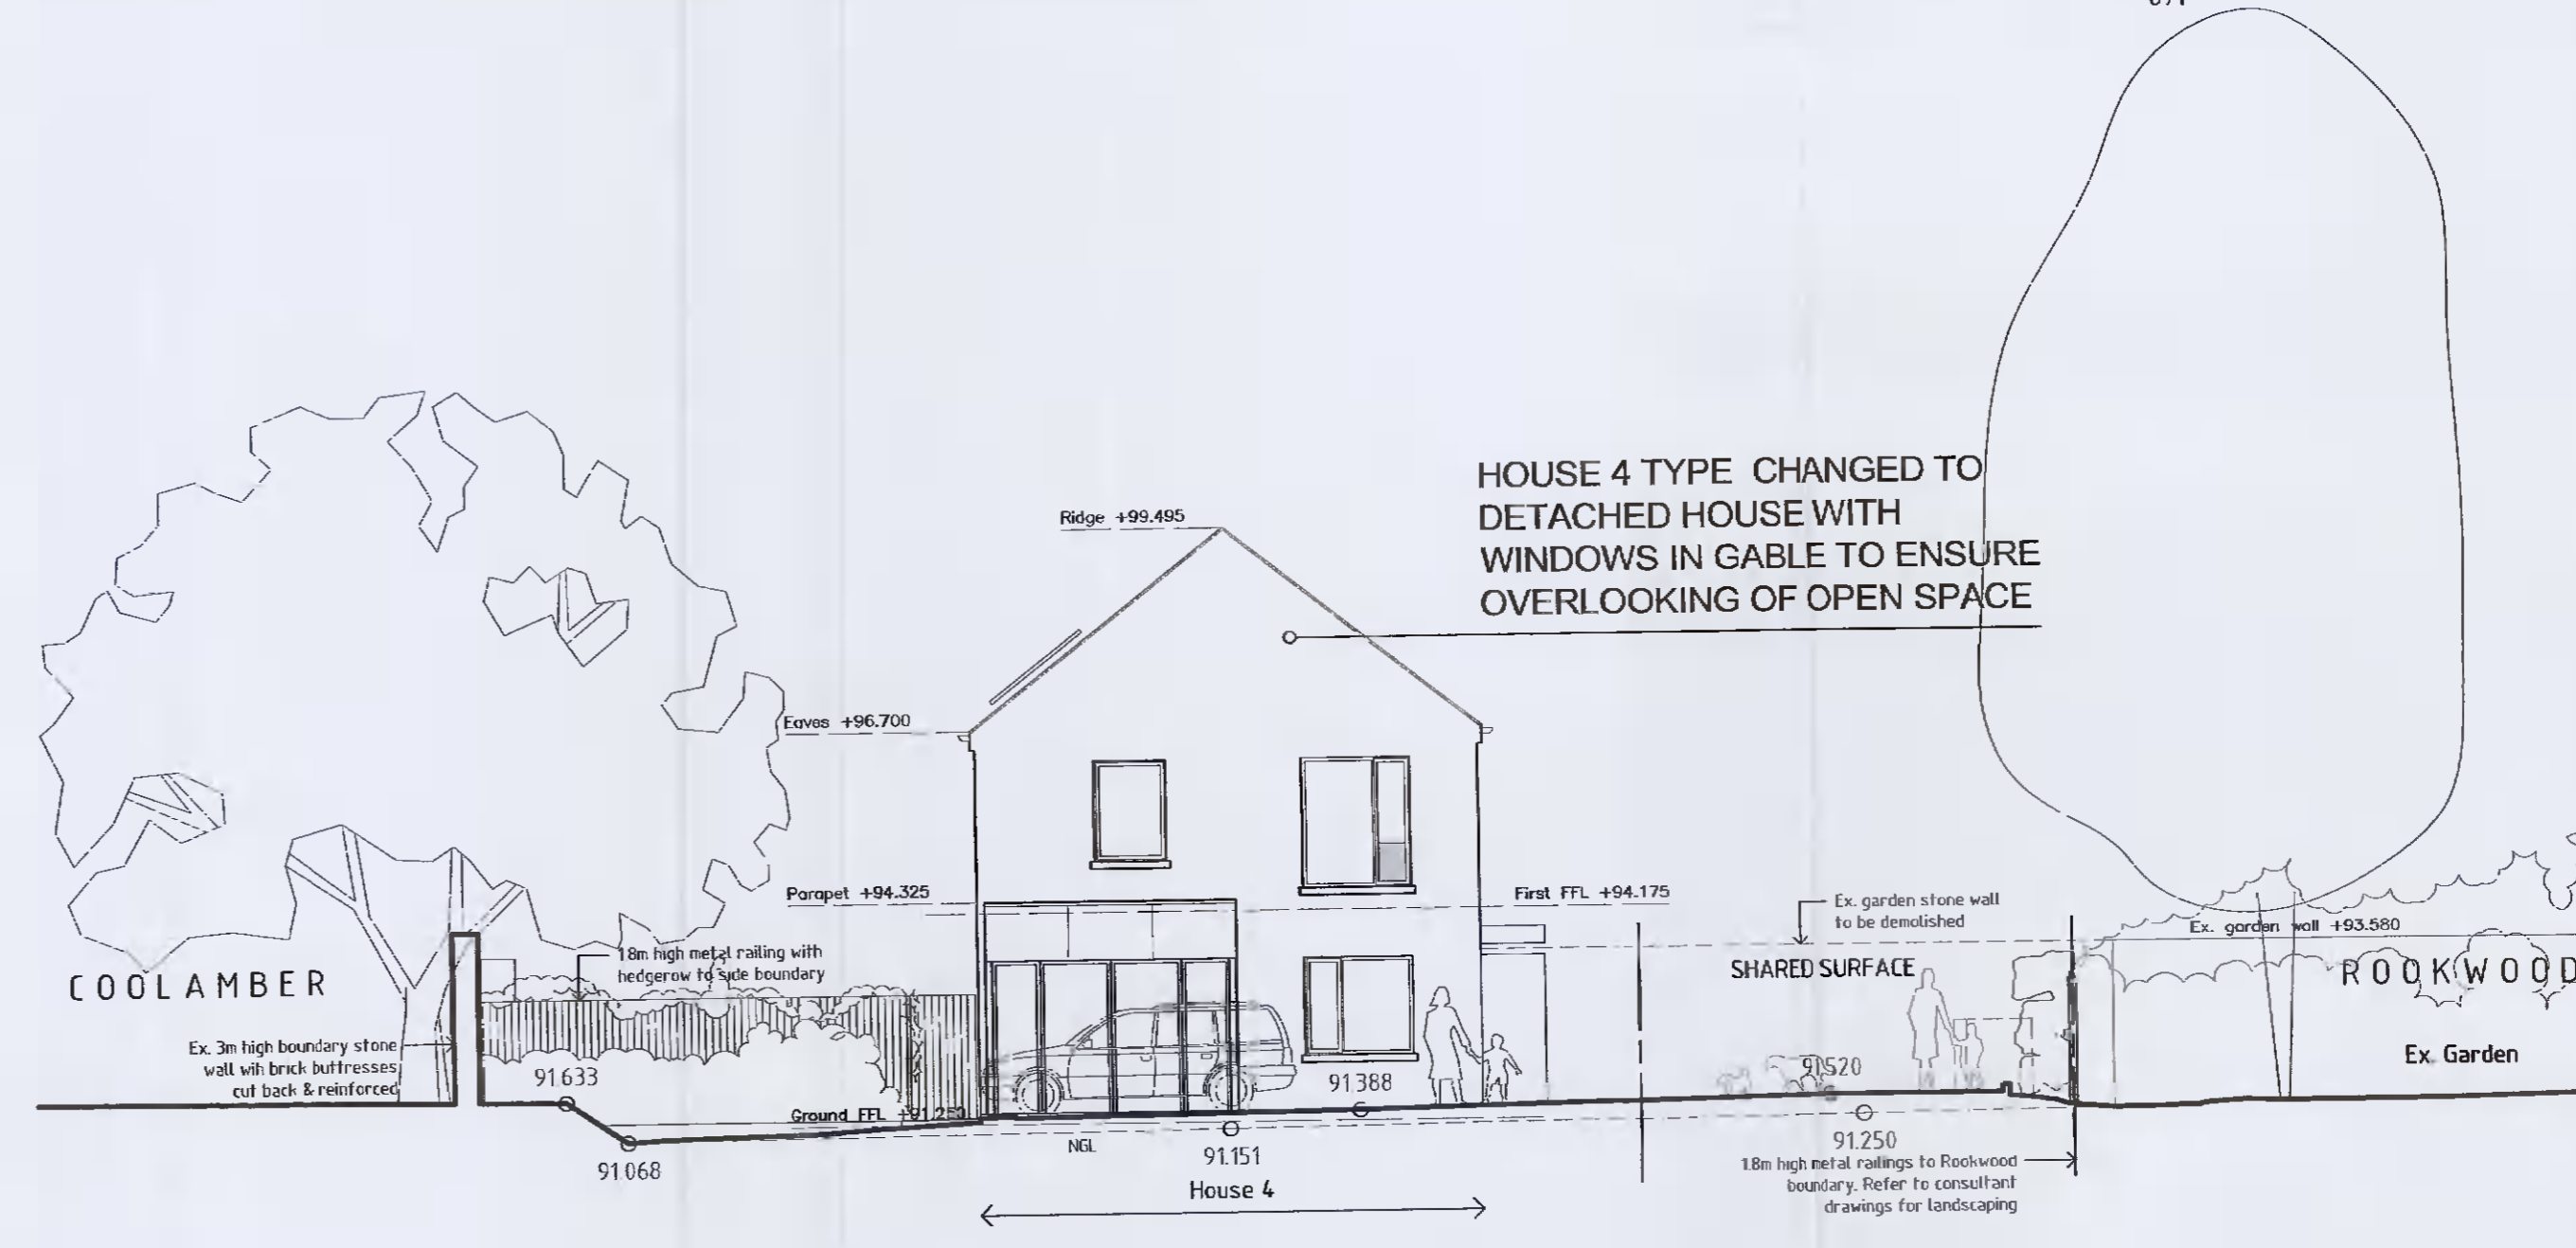 HOUSE 4 TYPE CHANGED TO
DETACHED HOUSE WITH
WINDOWS IN GABLE TO ENSURE
OVERLOOKING OF OPEN SPACE
Ridge +99.495
Eaves +96.700
Parapet +94.325
First FFL +94.175
Ex. garden stone wall
to be demolished
Ex. garden wall +93.580
1.8m high metal railing with
hedgerow to side boundary
COOLAMBER
SHARED SURFACE
ROOKWOOD
Ex. 3m high boundary stone
wall wih brick buttresses
cut back & reinforced
Ex. Garden
91.633
91.388
91.520
Ground FFL +91.250
NGL
91.068
91.151
91.250
House 4
1.8m high metal railings to Rookwood
boundary. Refer to consultant
drawings for landscaping